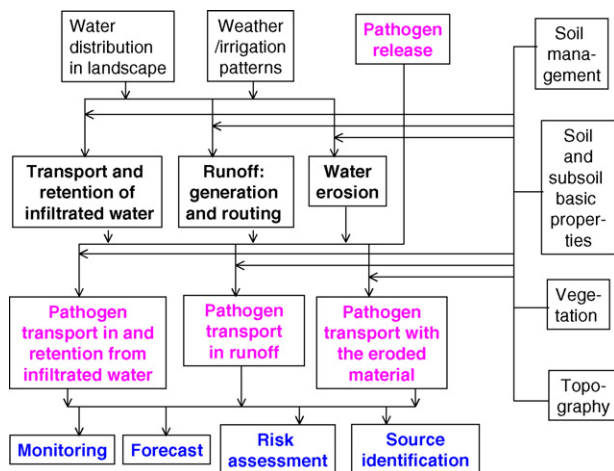 Water
distribution
in landscape
Weather
/irrigation
patterns
Pathogen
release
Soil
management
Transport and
retention of
infiltrated water
Runoff:
generation
and routing
Water
erosion
Soil
and
subsoil
basic
proper-
ties
Pathogen
transport in and
retention from
infiltrated water
Pathogen
transport
in runoff
Pathogen
transport with
the eroded
material
Vege-
tation
Topo-
graphy
Monitoring
Forecast
Risk
assessment
Source
identification